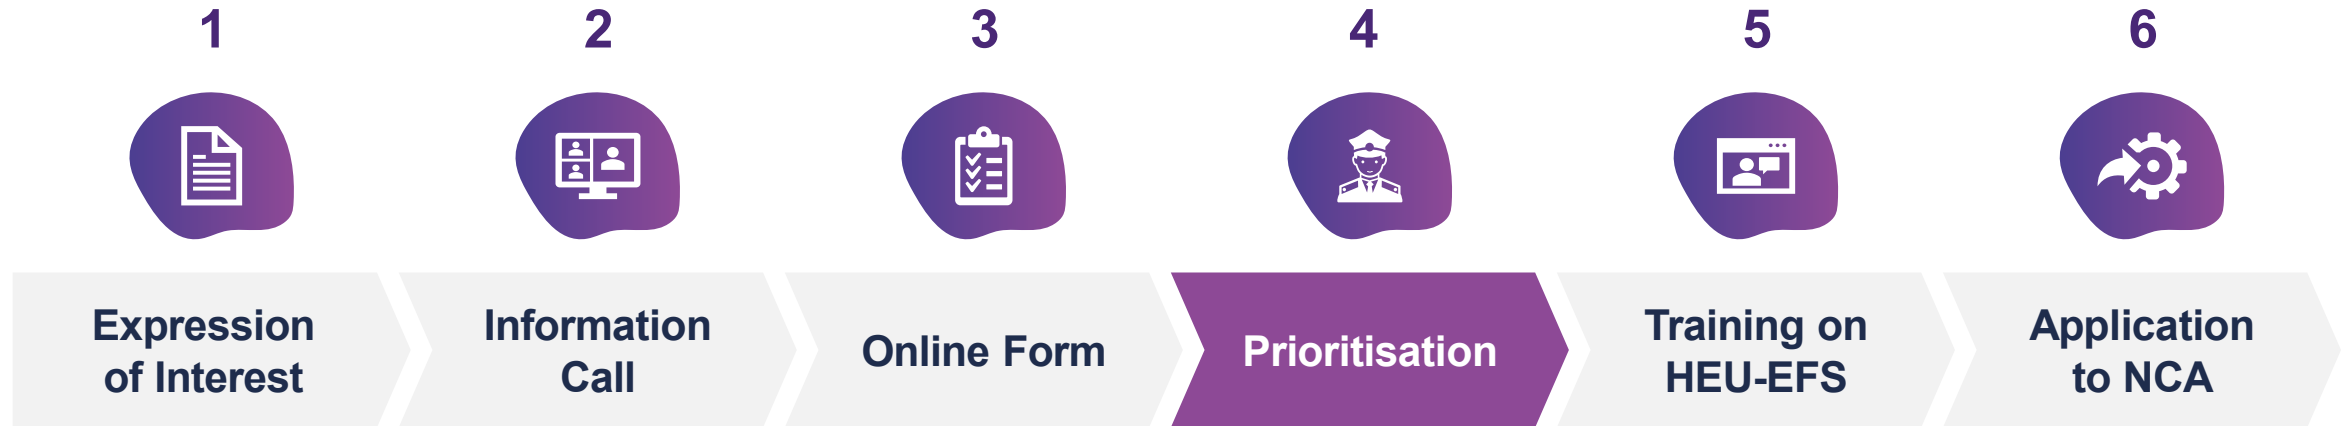 1
2
3
4
5
6
Expression
of Interest
Information
Call
Online Form
Prioritisation
Training on
HEU-EFS
Application
to NCA